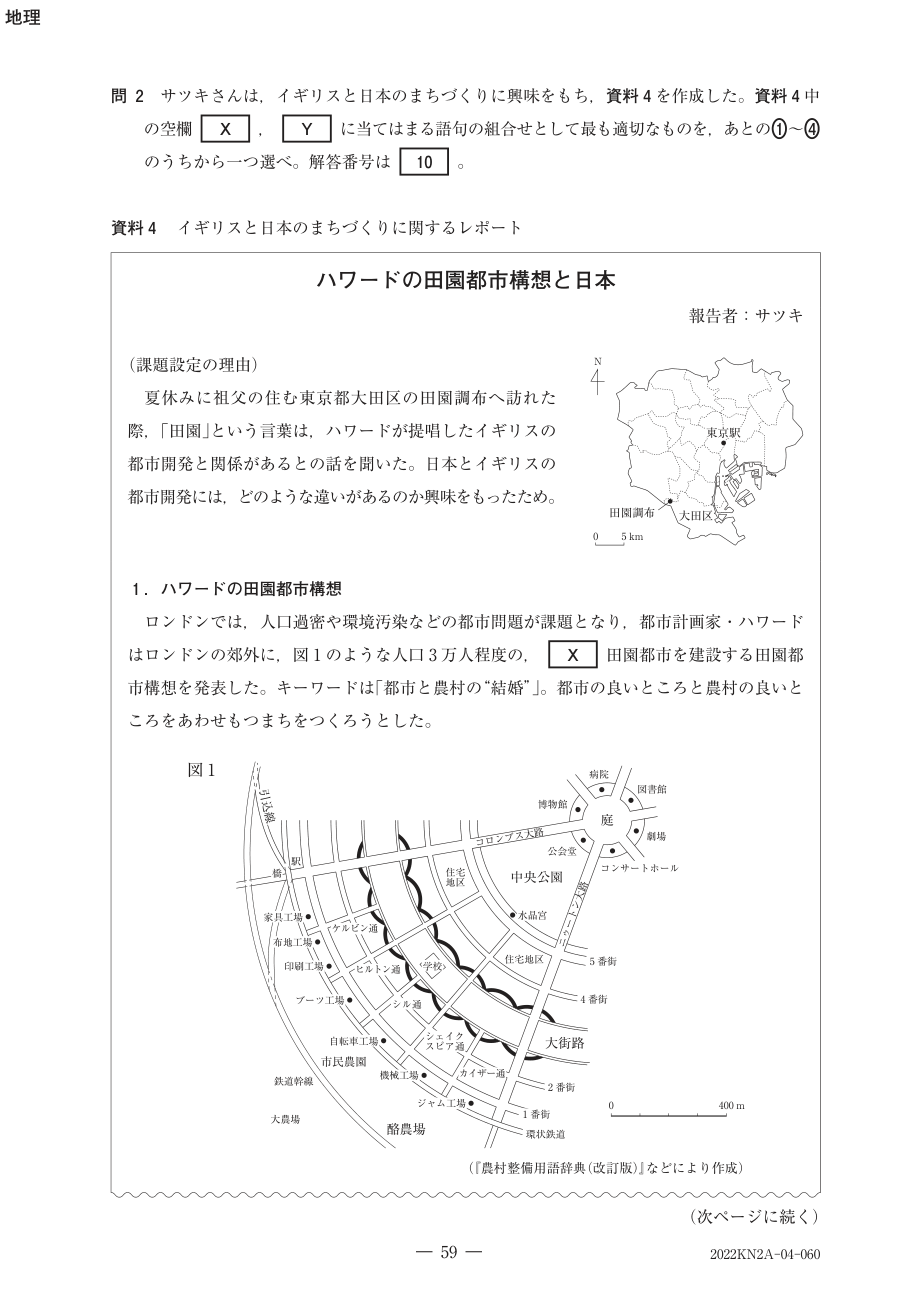 地理
問2 サツキさんは，イギリスと日本のまちづくりに興味をもち，資料4を作成した。資料4中
の空欄 X ， Y に当てはまる語句の組合せとして最も適切なものを，あとの①～④
のうちから一つ選べ。解答番号は 10 。
資料4 イギリスと日本のまちづくりに関するレポート
ハワードの田園都市構想と日本
報告者：サツキ
（課題設定の理由）
夏休みに祖父の住む東京都大田区の田園調布へ訪れた
際，「田園」という言葉は，ハワードが提唱したイギリスの
都市開発と関係があるとの話を聞いた。日本とイギリスの
都市開発には，どのような違いがあるのか興味をもったため。
N
東京駅
田園調布
大田区
0 5 km
1．ハワードの田園都市構想
ロンドンでは，人口過密や環境汚染などの都市問題が課題となり，都市計画家・ハワード
はロンドンの郊外に，図1のような人口3万人程度の， X 田園都市を建設する田園都
市構想を発表した。キーワードは「都市と農村の“結婚”」。都市の良いところと農村の良いと
ころをあわせもつまちをつくろうとした。
図1
引込線
病院
図書館
博物館
庭
劇場
コロンブス大路
公会堂
コンサートホール
駅
橋
住宅
地区
中央公園
ニュートン大路
水晶宮
家具工場
ケルビン通
布地工場
印刷工場
ヒルトン通
学校
住宅地区
5番街
ブーツ工場
シル通
4番街
自転車工場
シェイク
スピア通
大街路
市民農園
機械工場
カイザー通
鉄道幹線
2番街
ジャム工場
0 400 m
大農場
酪農場
1番街
環状鉄道
（『農村整備用語辞典（改訂版）』などにより作成）
（次ページに続く）
― 59 ―
2022KN2A-04-060